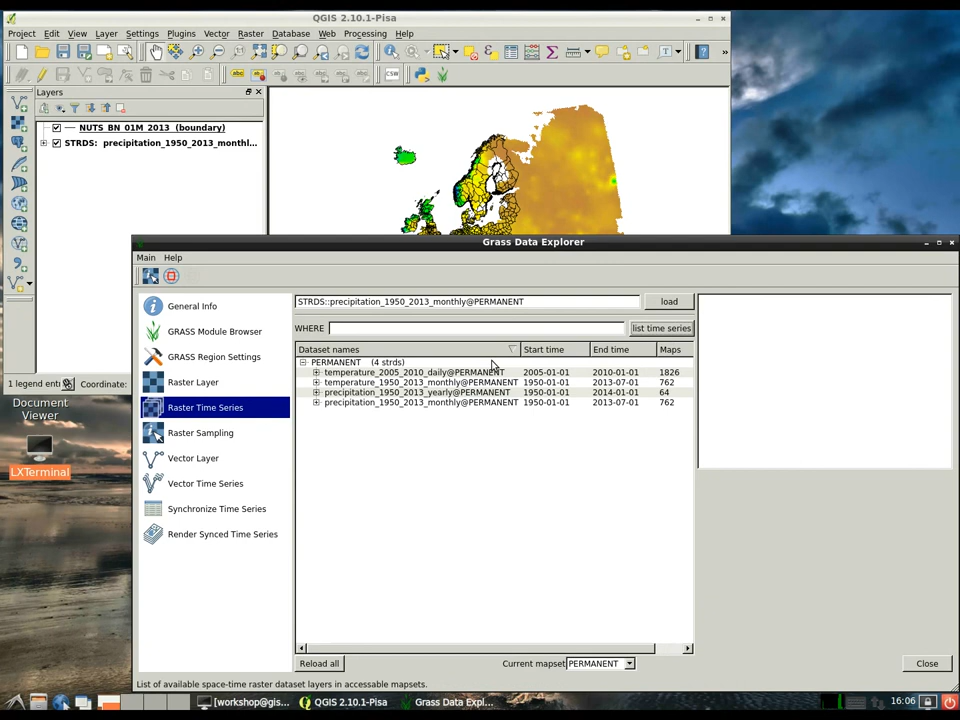 QGIS 2.10.1-Pisa
Project Edit View Layer Settings Plugins Vector Raster Database Web Processing Help
Layers
NUTS_BN_01M_2013 (boundary)
STRDS: precipitation_1950_2013_monthl...
1 legend enti
Coordinate:
Document Viewer
LXTerminal
Grass Data Explorer
Main Help
General Info
GRASS Module Browser
GRASS Region Settings
Raster Layer
Raster Time Series
Raster Sampling
Vector Layer
Vector Time Series
Synchronize Time Series
Render Synced Time Series
STRDS::precipitation_1950_2013_monthly@PERMANENT load
WHERE list time series
Dataset names Start time End time Maps
PERMANENT (4 strds)
temperature_2005_2010_daily@PERMANENT 2005-01-01 2010-01-01 1826
temperature_1950_2013_monthly@PERMANENT 1950-01-01 2013-07-01 762
precipitation_1950_2013_yearly@PERMANENT 1950-01-01 2014-01-01 64
precipitation_1950_2013_monthly@PERMANENT 1950-01-01 2013-07-01 762
Reload all Current mapset PERMANENT Close
List of available space-time raster dataset layers in accessable mapsets.
[workshop@gis... QGIS 2.10.1-Pisa Grass Data Expl... 16:06